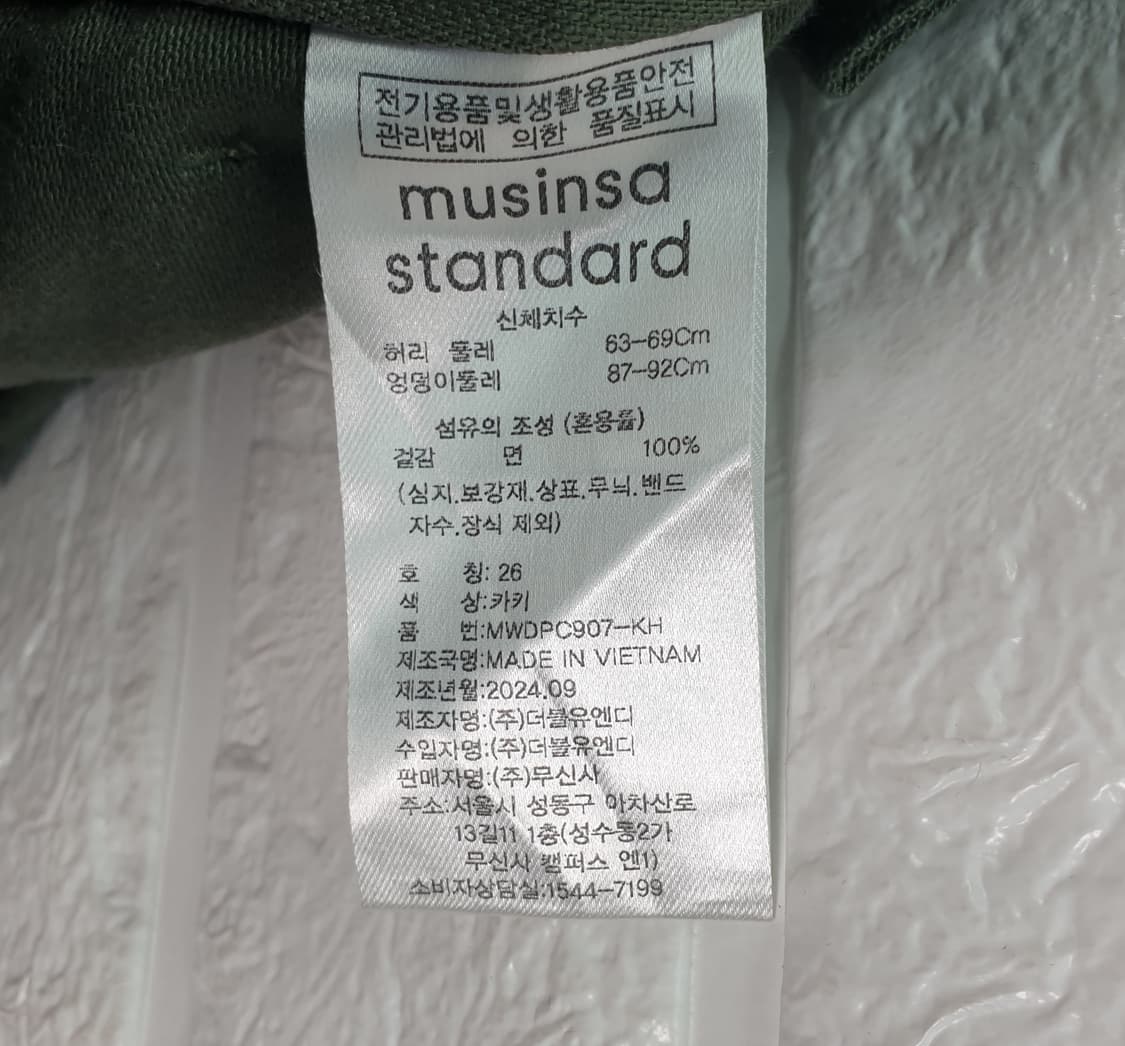 전기용품및생활용품안전
관리법에 의한 품질표시
musinsa
standard
신체치수
허리 둘레 63-69Cm
엉덩이둘레 87-92Cm
섬유의 조성 (혼용률)
겉감 면 100%
(심지.보강재.상표.무늬.밴드
자수.장식 제외)
호 칭: 26
색 상:카키
품 번:MWDPC907-KH
제조국명:MADE IN VIETNAM
제조년월:2024.09
제조자명:(주)더블유엔디
수입자명:(주)더블유엔디
판매자명:(주)무신사
주소:서울시 성동구 아차산로
13길11 1층(성수동2가
무신사 캠퍼스 엔1)
소비자상담실:1544-7199